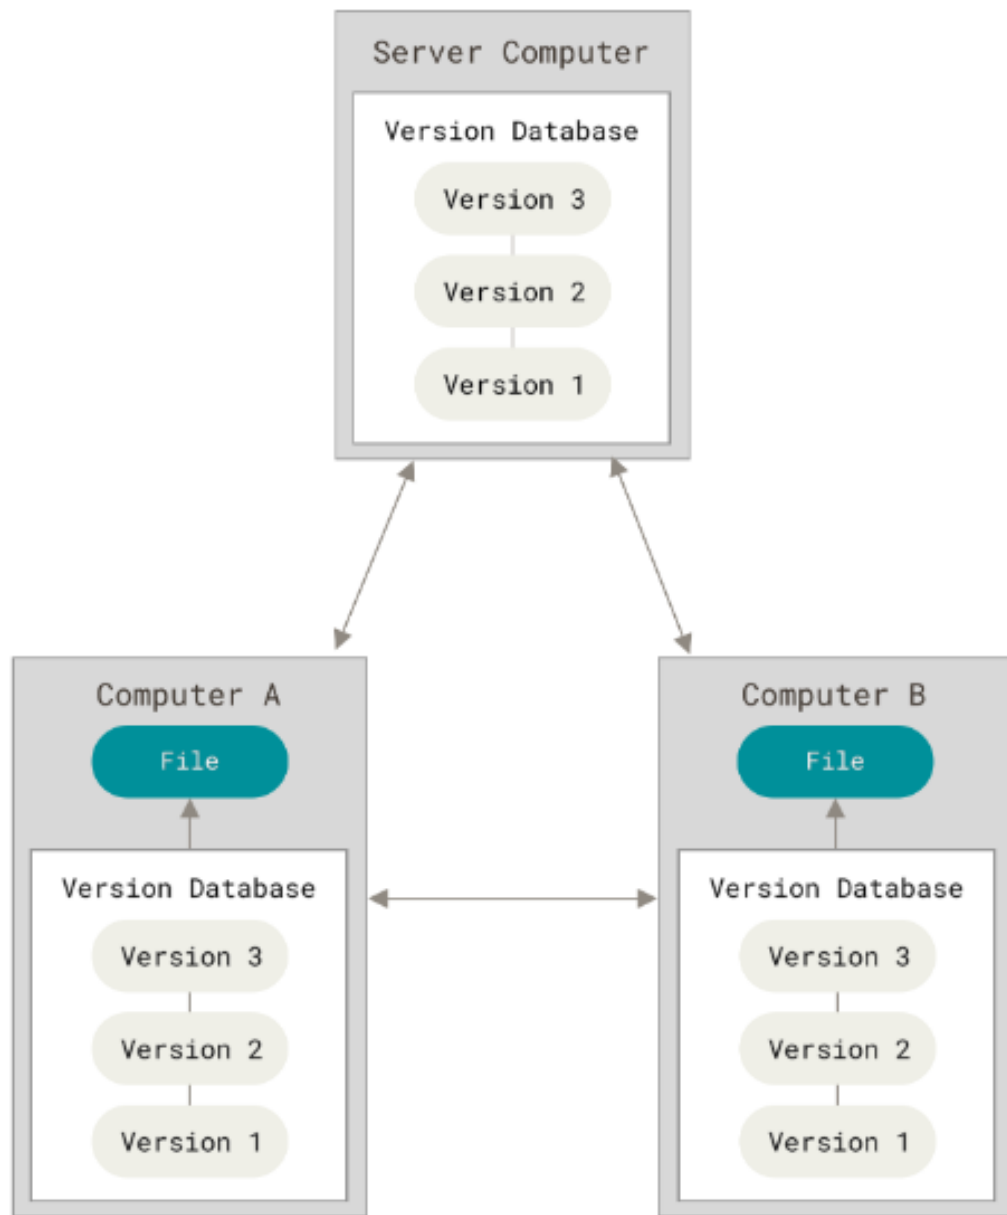 Server Computer
Version Database
Version 3
Version 2
Version 1
Computer A
File
Version Database
Version 3
Version 2
Version 1
Computer B
File
Version Database
Version 3
Version 2
Version 1